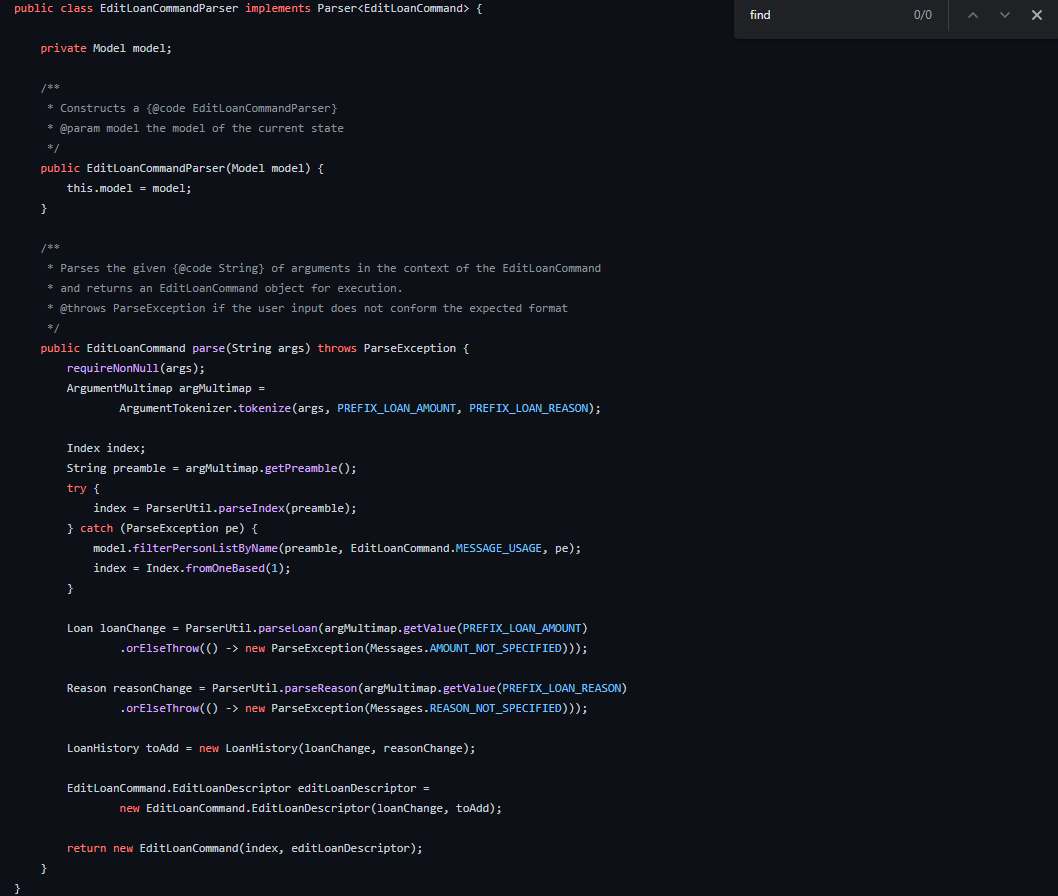 public class EditLoanCommandParser implements Parser<EditLoanCommand> {
find
0/0
    private Model model;
    /**
     * Constructs a {@code EditLoanCommandParser}
     * @param model the model of the current state
     */
    public EditLoanCommandParser(Model model) {
        this.model = model;
    }
    /**
     * Parses the given {@code String} of arguments in the context of the EditLoanCommand
     * and returns an EditLoanCommand object for execution.
     * @throws ParseException if the user input does not conform the expected format
     */
    public EditLoanCommand parse(String args) throws ParseException {
        requireNonNull(args);
        ArgumentMultimap argMultimap =
                ArgumentTokenizer.tokenize(args, PREFIX_LOAN_AMOUNT, PREFIX_LOAN_REASON);
        Index index;
        String preamble = argMultimap.getPreamble();
        try {
            index = ParserUtil.parseIndex(preamble);
        } catch (ParseException pe) {
            model.filterPersonListByName(preamble, EditLoanCommand.MESSAGE_USAGE, pe);
            index = Index.fromOneBased(1);
        }
        Loan loanChange = ParserUtil.parseLoan(argMultimap.getValue(PREFIX_LOAN_AMOUNT)
                .orElseThrow(() -> new ParseException(Messages.AMOUNT_NOT_SPECIFIED)));
        Reason reasonChange = ParserUtil.parseReason(argMultimap.getValue(PREFIX_LOAN_REASON)
                .orElseThrow(() -> new ParseException(Messages.REASON_NOT_SPECIFIED)));
        LoanHistory toAdd = new LoanHistory(loanChange, reasonChange);
        EditLoanCommand.EditLoanDescriptor editLoanDescriptor =
                new EditLoanCommand.EditLoanDescriptor(loanChange, toAdd);
        return new EditLoanCommand(index, editLoanDescriptor);
    }
}